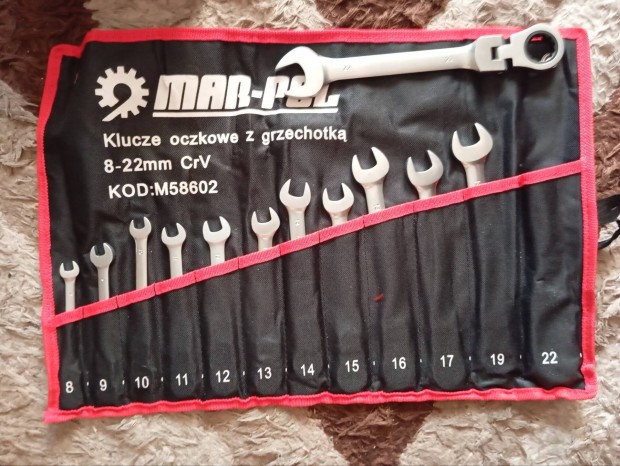 MAR-POL
Klucze oczkowe z grzechotką
8-22mm CrV
KOD:M58602
8 9 10 11 12 13 14 15 16 17 19 22